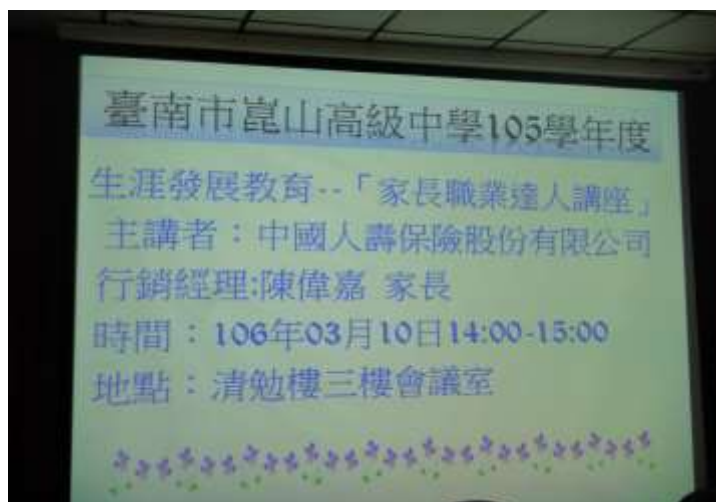 臺南市崑山高級中學105學年度
生涯發展教育--「家長職業達人講座」
主講者：中國人壽保險股份有限公司
行銷經理:陳偉嘉 家長
時間：106年03月10日14:00-15:00
地點：清勉樓三樓會議室